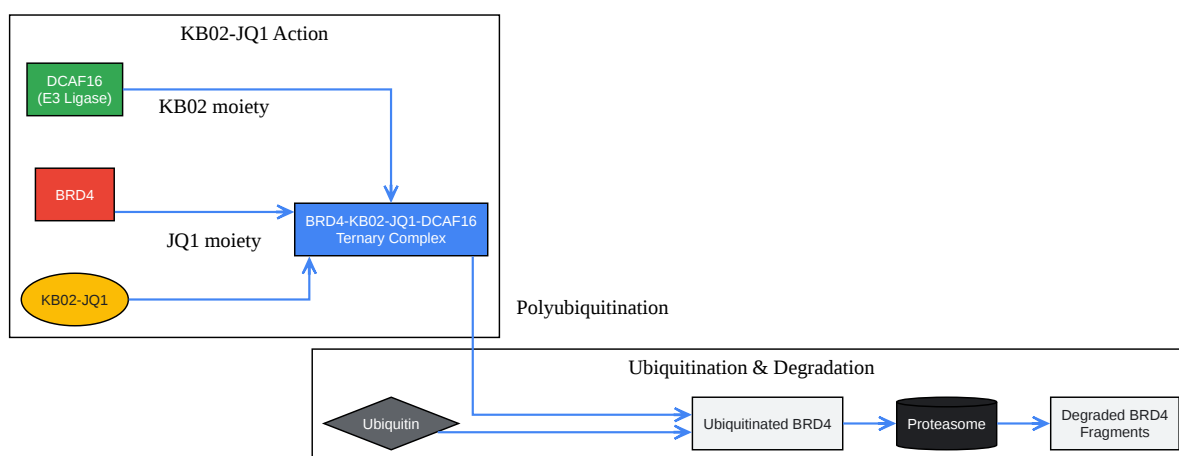 KB02-JQ1 Action
DCAF16
(E3 Ligase)
KB02 moiety
BRD4
JQ1 moiety
BRD4-KB02-JQ1-DCAF16
Ternary Complex
KB02-JQ1
Polyubiquitination
Ubiquitination & Degradation
Ubiquitin
Ubiquitinated BRD4
Proteasome
Degraded BRD4
Fragments